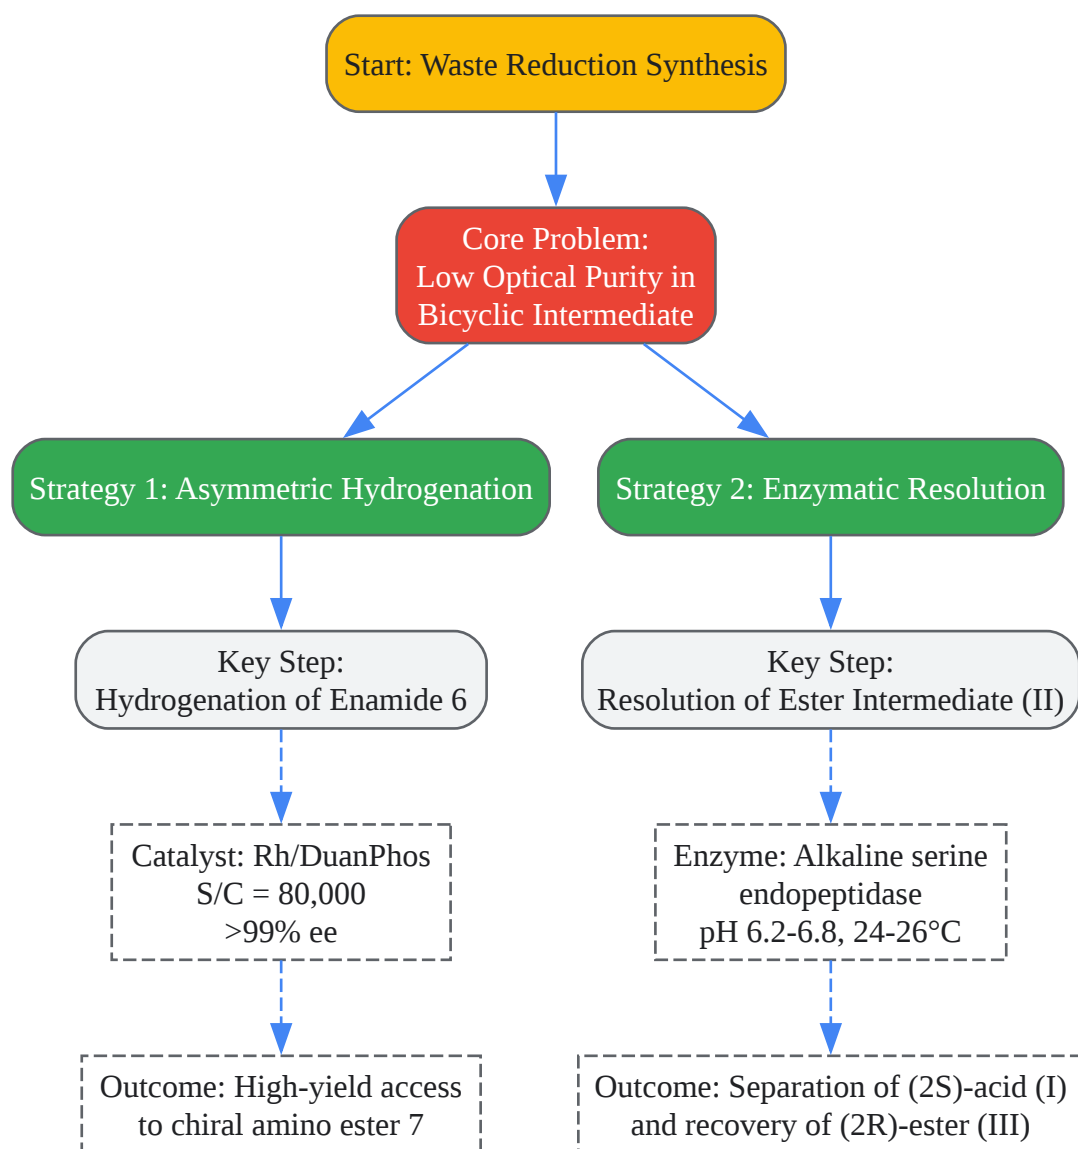 Start: Waste Reduction Synthesis
Core Problem:
Low Optical Purity in
Bicyclic Intermediate
Strategy 1: Asymmetric Hydrogenation
Strategy 2: Enzymatic Resolution
Key Step:
Hydrogenation of Enamide 6
Key Step:
Resolution of Ester Intermediate (II)
Catalyst: Rh/DuanPhos
S/C = 80,000
>99% ee
Enzyme: Alkaline serine
endopeptidase
pH 6.2-6.8, 24-26°C
Outcome: High-yield access
to chiral amino ester 7
Outcome: Separation of (2S)-acid (I)
and recovery of (2R)-ester (III)